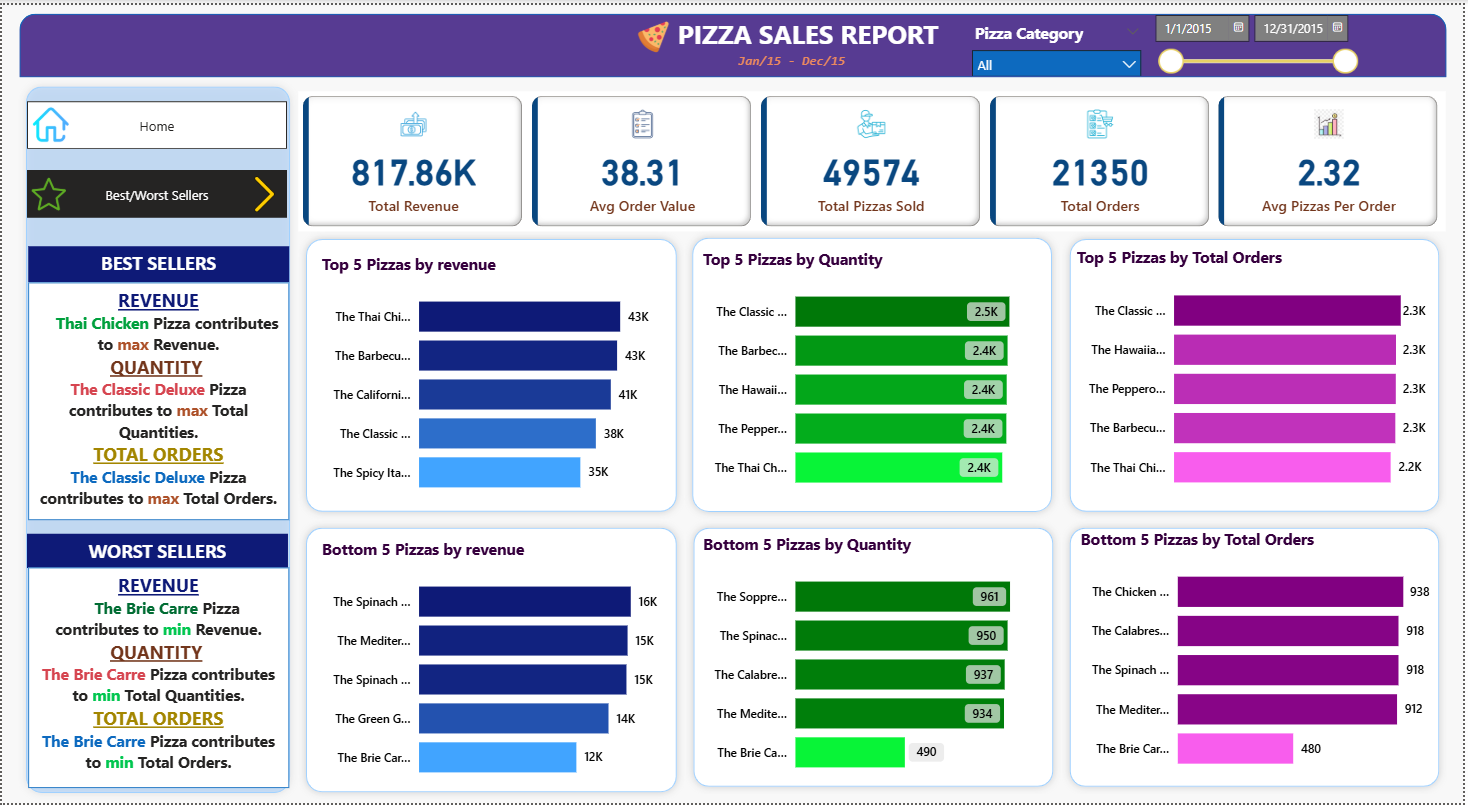 PIZZA SALES REPORT
Jan/15 - Dec/15
Pizza Category
All
1/1/2015
12/31/2015
Home
Best/Worst Sellers
817.86K
Total Revenue
38.31
Avg Order Value
49574
Total Pizzas Sold
21350
Total Orders
2.32
Avg Pizzas Per Order
BEST SELLERS
REVENUE
Thai Chicken Pizza contributes
to max Revenue.
QUANTITY
The Classic Deluxe Pizza
contributes to max Total
Quantities.
TOTAL ORDERS
The Classic Deluxe Pizza
contributes to max Total Orders.
WORST SELLERS
REVENUE
The Brie Carre Pizza
contributes to min Revenue.
QUANTITY
The Brie Carre Pizza contributes
to min Total Quantities.
TOTAL ORDERS
The Brie Carre Pizza contributes
to min Total Orders.
Top 5 Pizzas by revenue
The Thai Chi... 43K
The Barbecu... 43K
The Californi... 41K
The Classic ... 38K
The Spicy Ita... 35K
Top 5 Pizzas by Quantity
The Classic ... 2.5K
The Barbec... 2.4K
The Hawaii... 2.4K
The Pepper... 2.4K
The Thai Ch... 2.4K
Top 5 Pizzas by Total Orders
The Classic ... 2.3K
The Hawaiia... 2.3K
The Peppero... 2.3K
The Barbecu... 2.3K
The Thai Chi... 2.2K
Bottom 5 Pizzas by revenue
The Spinach ... 16K
The Mediter... 15K
The Spinach ... 15K
The Green G... 14K
The Brie Car... 12K
Bottom 5 Pizzas by Quantity
The Soppre... 961
The Spinac... 950
The Calabre... 937
The Medite... 934
The Brie Ca... 490
Bottom 5 Pizzas by Total Orders
The Chicken ... 938
The Calabres... 918
The Spinach ... 918
The Mediter... 912
The Brie Car... 480